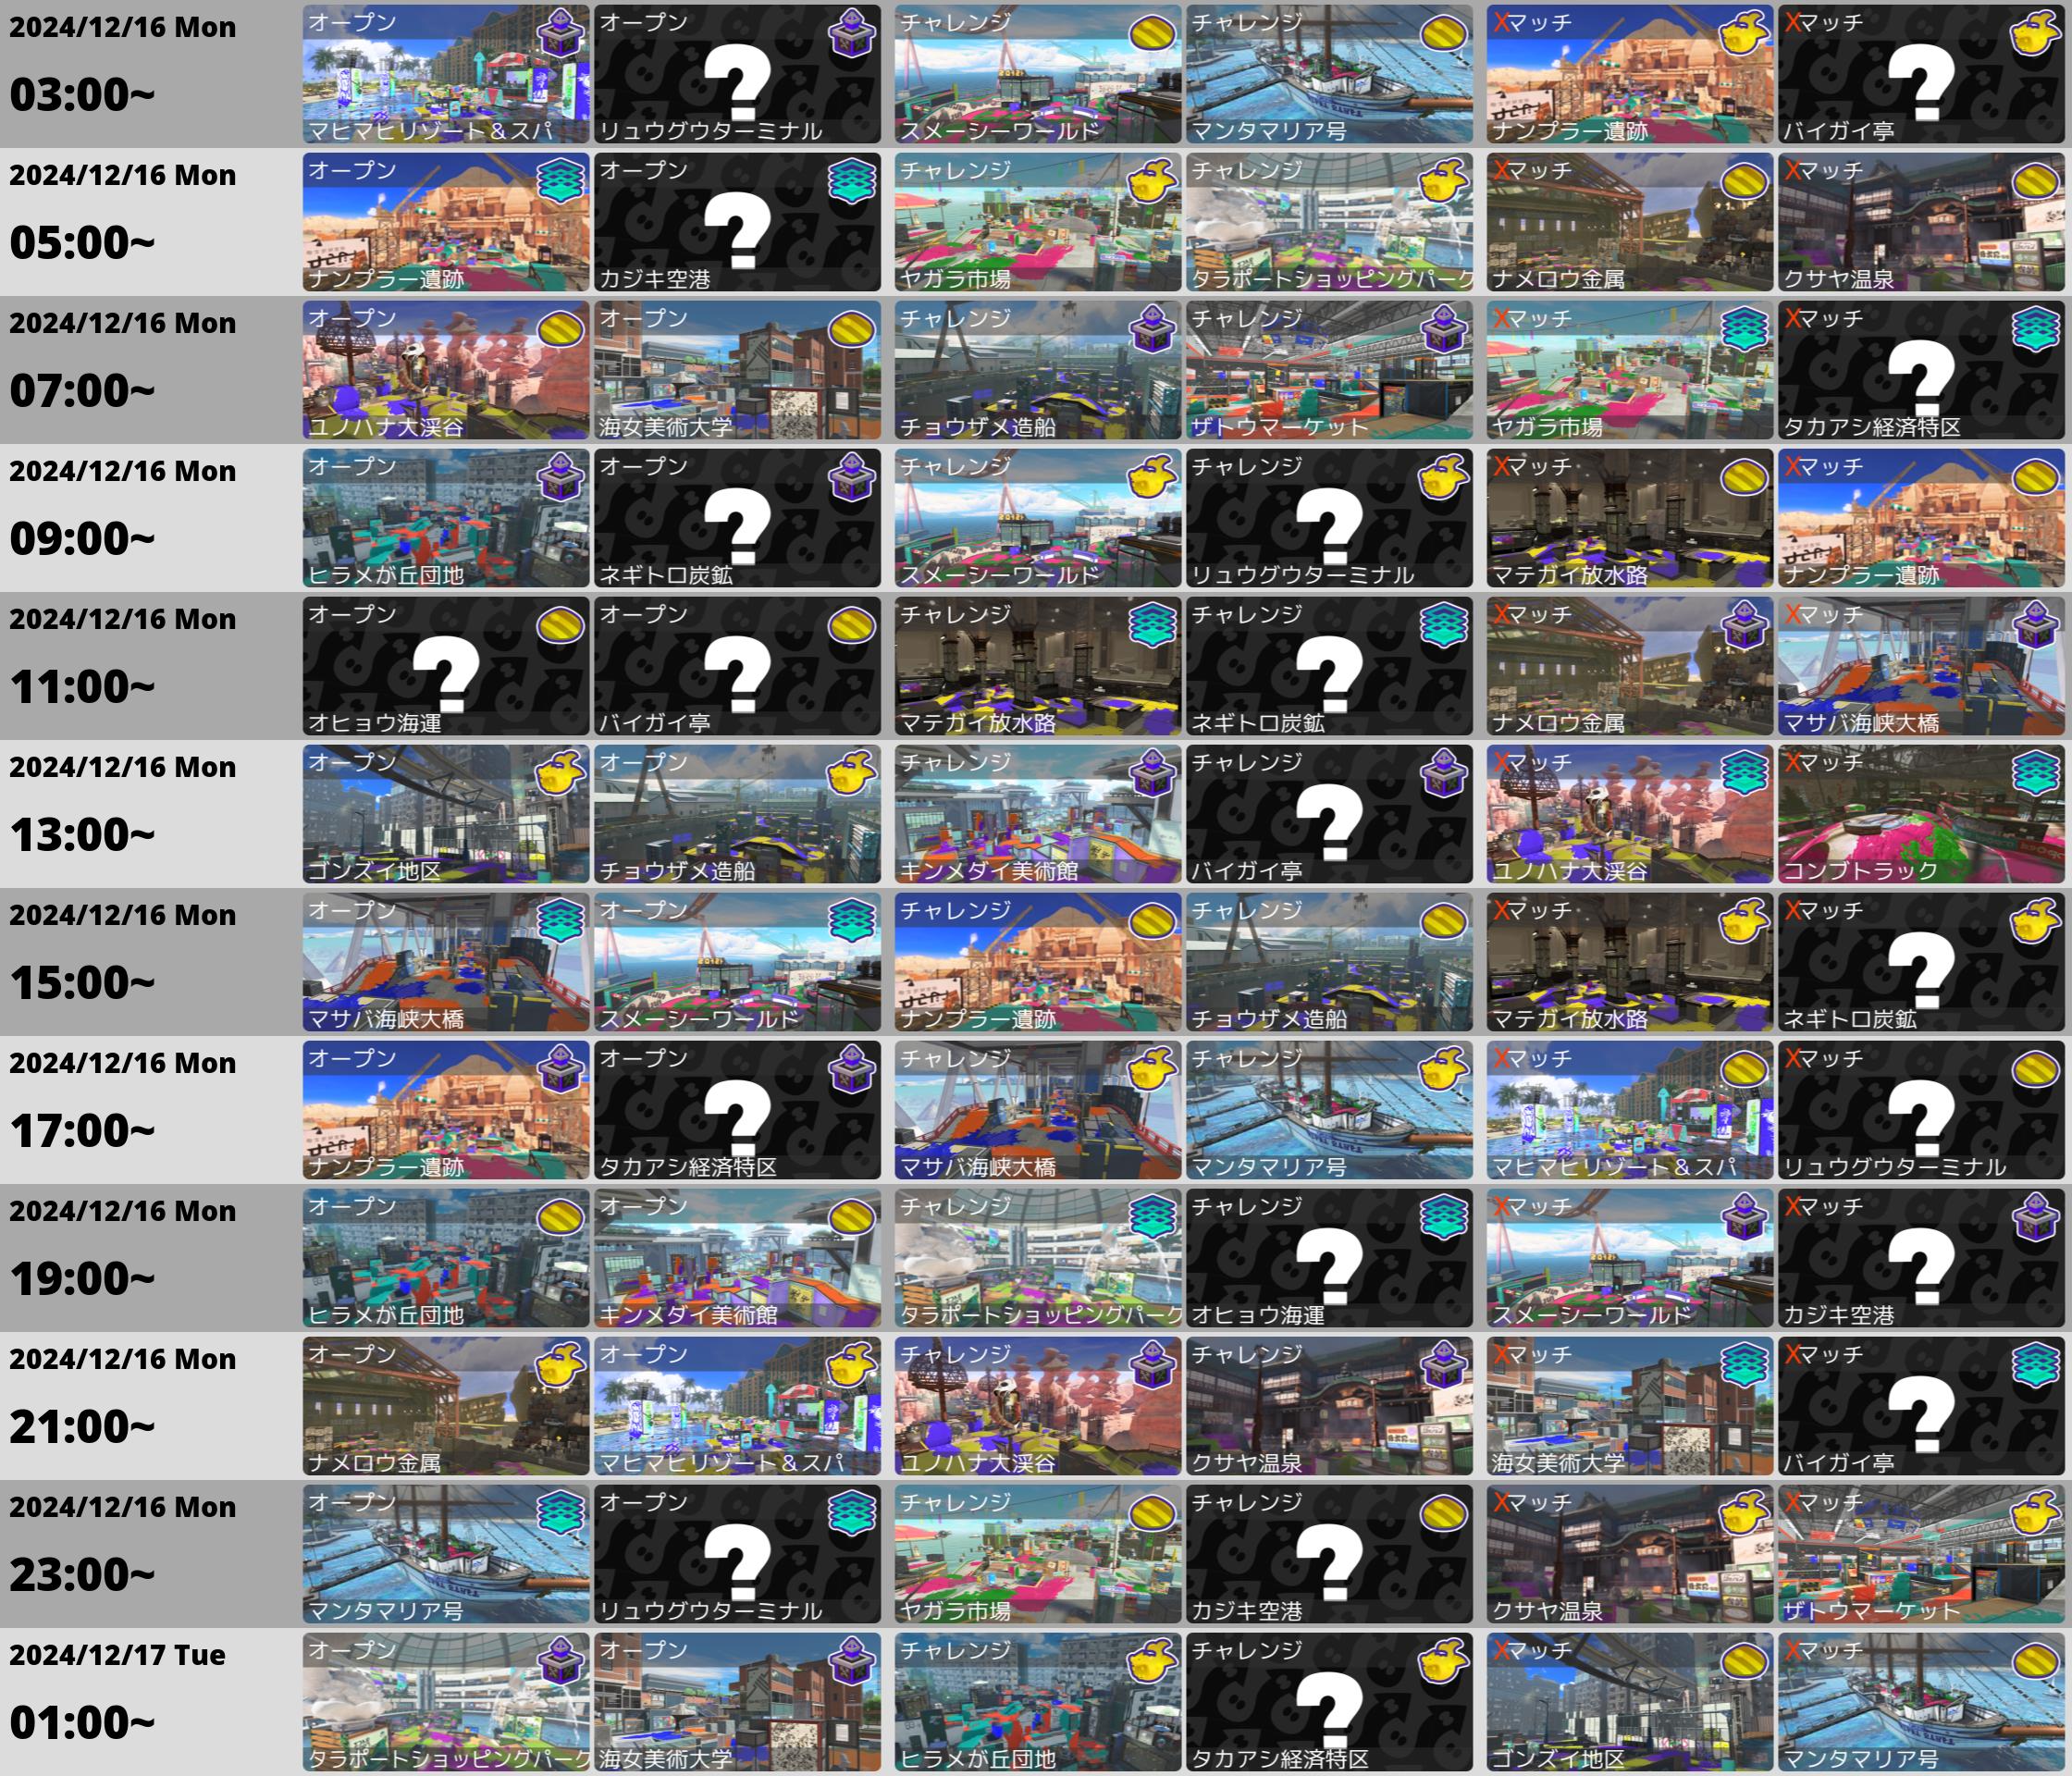 2024/12/16 Mon
03:00~
オープン オープン チャレンジ チャレンジ Xマッチ Xマッチ
マヒマヒリゾート＆スパ リュウグウターミナル スメーシーワールド マンタマリア号 ナンプラー遺跡 バイガイ亭
2024/12/16 Mon
05:00~
オープン オープン チャレンジ チャレンジ Xマッチ Xマッチ
ナンプラー遺跡 カジキ空港 ヤガラ市場 タラポートショッピングパーク ナメロウ金属 クサヤ温泉
2024/12/16 Mon
07:00~
オープン オープン チャレンジ チャレンジ Xマッチ Xマッチ
ユノハナ大渓谷 海女美術大学 チョウザメ造船 ザトウマーケット ヤガラ市場 タカアシ経済特区
2024/12/16 Mon
09:00~
オープン オープン チャレンジ チャレンジ Xマッチ Xマッチ
ヒラメが丘団地 ネギトロ炭鉱 スメーシーワールド リュウグウターミナル マテガイ放水路 ナンプラー遺跡
2024/12/16 Mon
11:00~
オープン オープン チャレンジ チャレンジ Xマッチ Xマッチ
オヒョウ海運 バイガイ亭 マテガイ放水路 ネギトロ炭鉱 ナメロウ金属 マサバ海峡大橋
2024/12/16 Mon
13:00~
オープン オープン チャレンジ チャレンジ Xマッチ Xマッチ
ゴンズイ地区 チョウザメ造船 キンメダイ美術館 バイガイ亭 ユノハナ大渓谷 コンブトラック
2024/12/16 Mon
15:00~
オープン オープン チャレンジ チャレンジ Xマッチ Xマッチ
マサバ海峡大橋 スメーシーワールド ナンプラー遺跡 チョウザメ造船 マテガイ放水路 ネギトロ炭鉱
2024/12/16 Mon
17:00~
オープン オープン チャレンジ チャレンジ Xマッチ Xマッチ
ナンプラー遺跡 タカアシ経済特区 マサバ海峡大橋 マンタマリア号 マヒマヒリゾート＆スパ リュウグウターミナル
2024/12/16 Mon
19:00~
オープン オープン チャレンジ チャレンジ Xマッチ Xマッチ
ヒラメが丘団地 キンメダイ美術館 タラポートショッピングパーク オヒョウ海運 スメーシーワールド カジキ空港
2024/12/16 Mon
21:00~
オープン オープン チャレンジ チャレンジ Xマッチ Xマッチ
ナメロウ金属 マヒマヒリゾート＆スパ ユノハナ大渓谷 クサヤ温泉 海女美術大学 バイガイ亭
2024/12/16 Mon
23:00~
オープン オープン チャレンジ チャレンジ Xマッチ Xマッチ
マンタマリア号 リュウグウターミナル ヤガラ市場 カジキ空港 クサヤ温泉 ザトウマーケット
2024/12/17 Tue
01:00~
オープン オープン チャレンジ チャレンジ Xマッチ Xマッチ
タラポートショッピングパーク 海女美術大学 ヒラメが丘団地 タカアシ経済特区 ゴンズイ地区 マンタマリア号